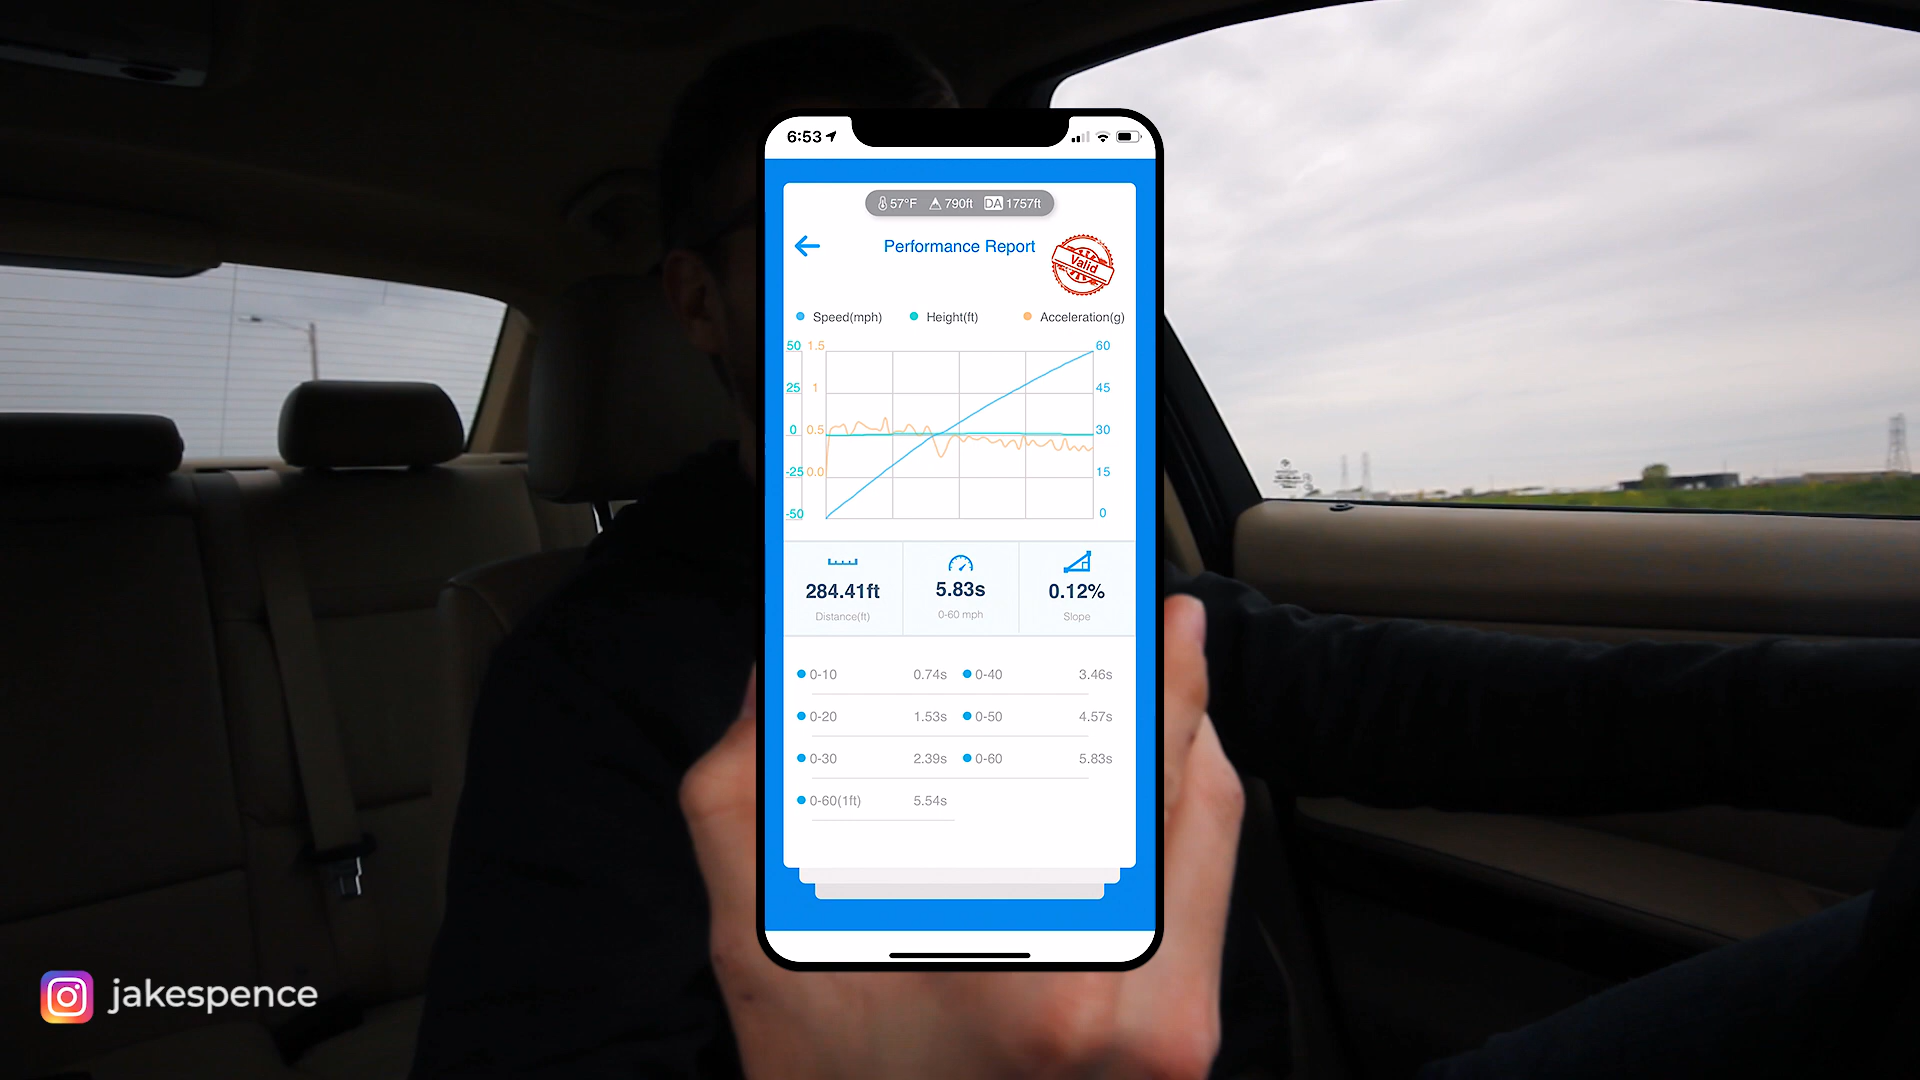 6:53
57°F 790ft DA 1757ft
Performance Report
Valid
Speed(mph) Height(ft) Acceleration(g)
50 1.5 60
25 1 45
0 0.5 30
-25 0.0 15
-50 0
284.41ft 5.83s 0.12%
Distance(ft) 0-60 mph Slope
0-10 0.74s 0-40 3.46s
0-20 1.53s 0-50 4.57s
0-30 2.39s 0-60 5.83s
0-60(1ft) 5.54s
jakespence